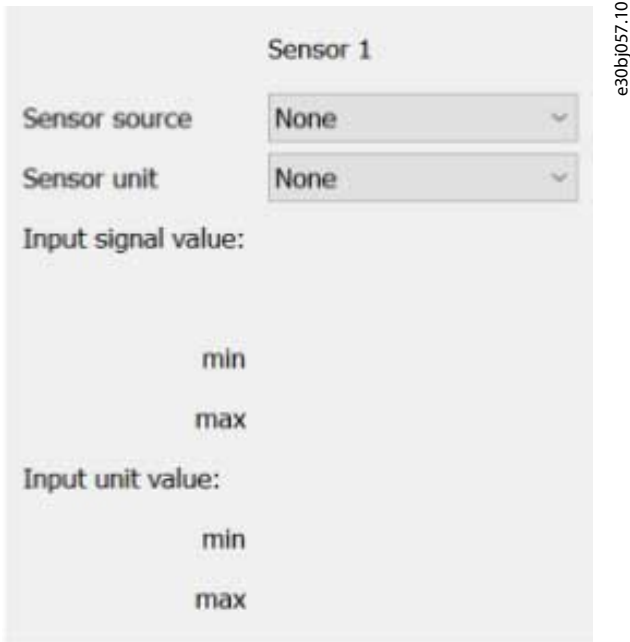 Sensor 1
Sensor source None
Sensor unit None
Input signal value:
min
max
Input unit value:
min
max
e30bj057.10